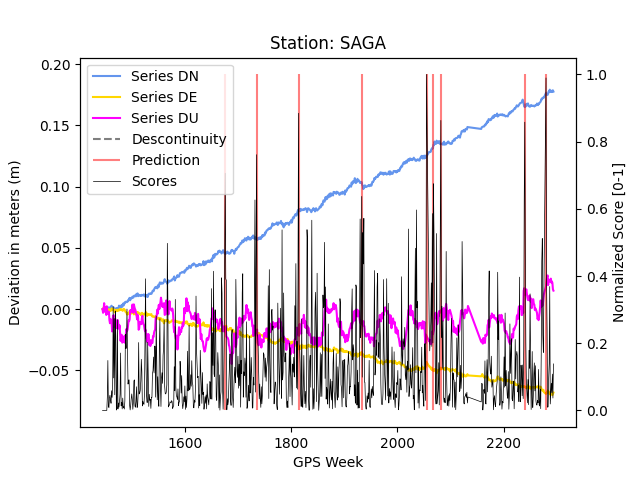 Station: SAGA
Series DN
Series DE
Series DU
Discontinuity
Prediction
Scores
0.20
0.15
0.10
0.05
0.00
−0.05
Deviation in meters (m)
1.0
0.8
0.6
0.4
0.2
0.0
Normalized Score [0-1]
1600 1800 2000 2200
GPS Week